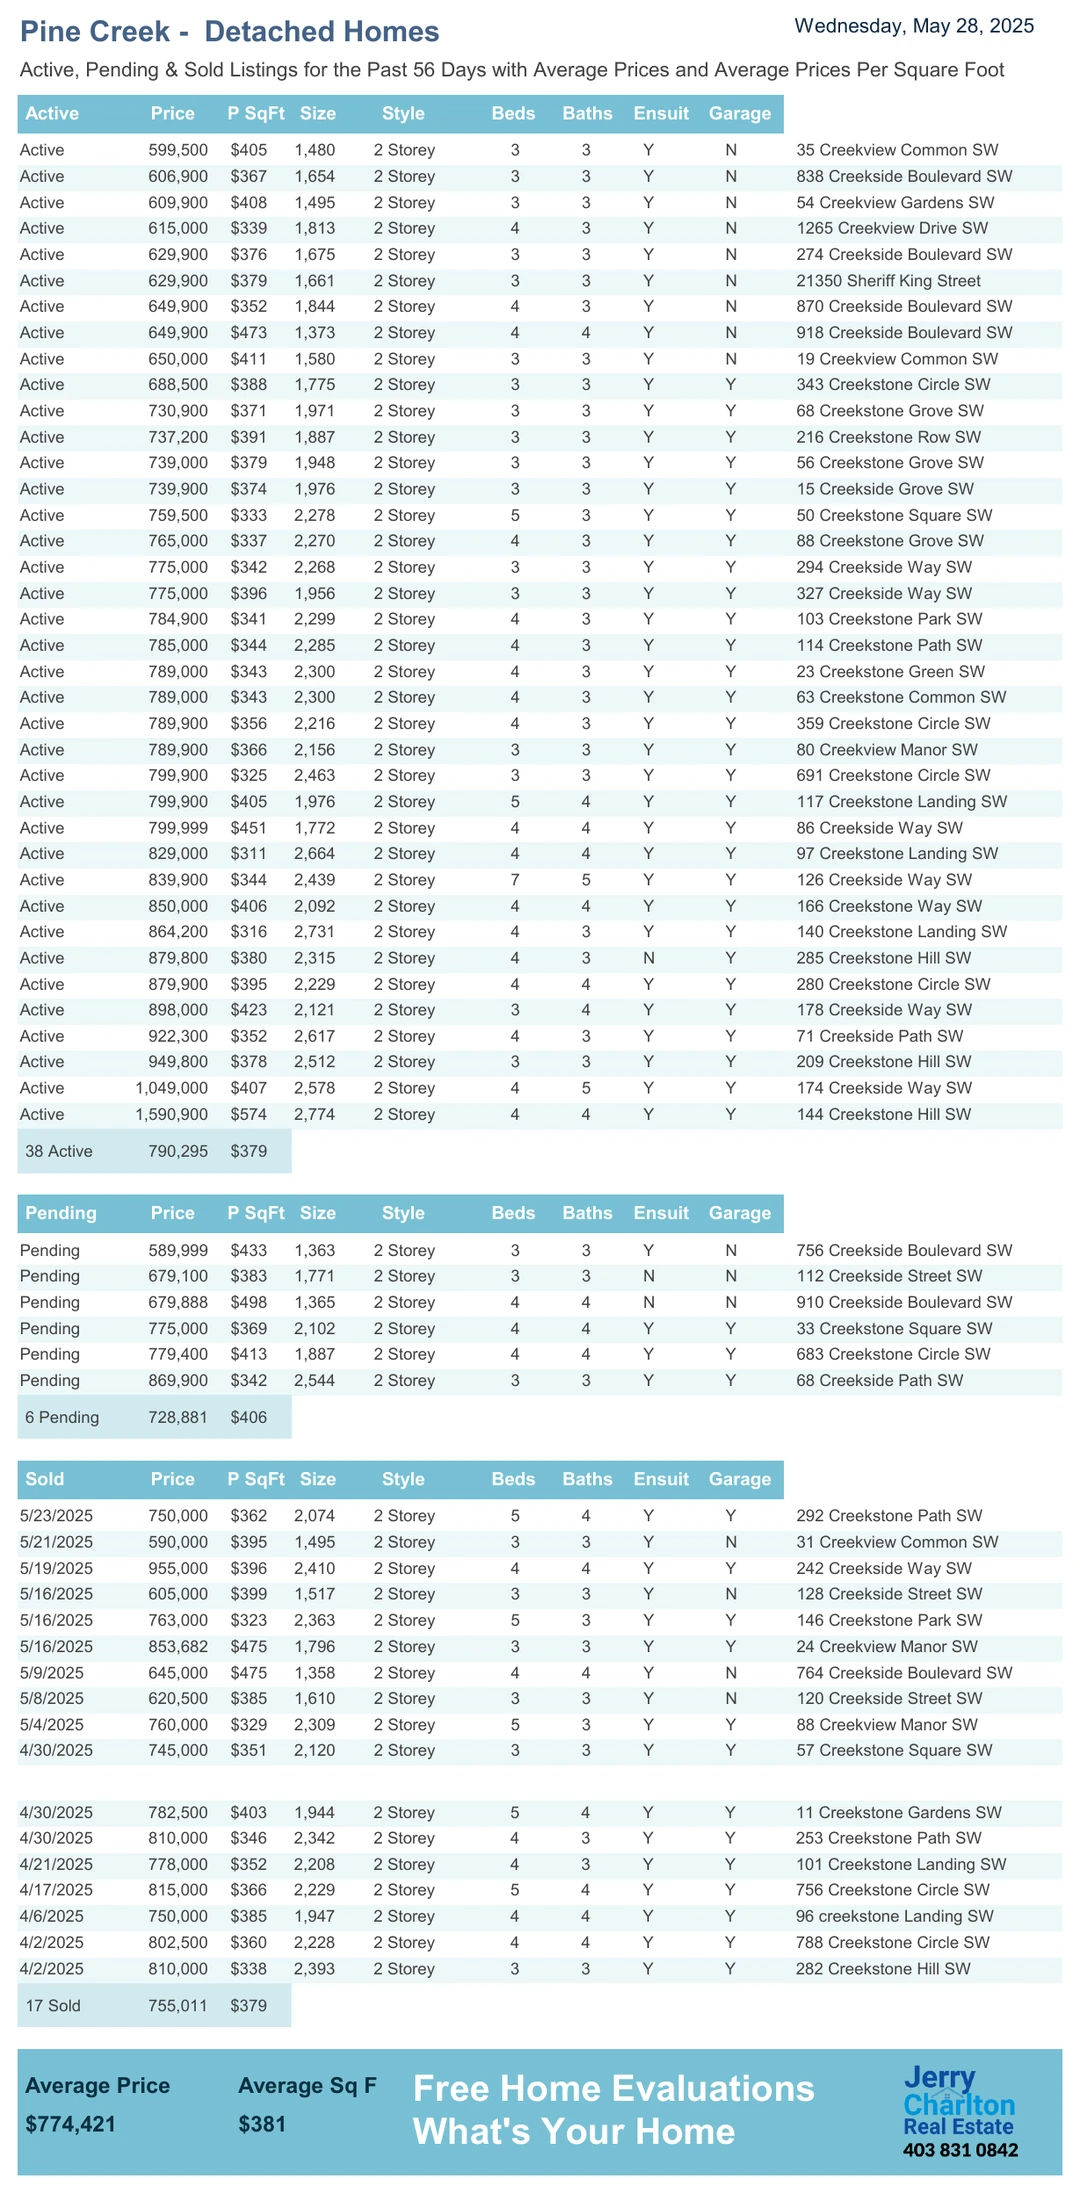 Pine Creek - Detached Homes
Wednesday, May 28, 2025
Active, Pending & Sold Listings for the Past 56 Days with Average Prices and Average Prices Per Square Foot
Active Price P SqFt Size Style Beds Baths Ensuit Garage
Active 599,500 $405 1,480 2 Storey 3 3 Y N 35 Creekview Common SW
Active 606,900 $367 1,654 2 Storey 3 3 Y N 838 Creekside Boulevard SW
Active 609,900 $408 1,495 2 Storey 3 3 Y N 54 Creekview Gardens SW
Active 615,000 $339 1,813 2 Storey 4 3 Y N 1265 Creekview Drive SW
Active 629,900 $376 1,675 2 Storey 3 3 Y N 274 Creekside Boulevard SW
Active 629,900 $379 1,661 2 Storey 3 3 Y N 21350 Sheriff King Street
Active 649,900 $352 1,844 2 Storey 4 3 Y N 870 Creekside Boulevard SW
Active 649,900 $473 1,373 2 Storey 4 4 Y N 918 Creekside Boulevard SW
Active 650,000 $411 1,580 2 Storey 3 3 Y N 19 Creekview Common SW
Active 688,500 $388 1,775 2 Storey 3 3 Y Y 343 Creekstone Circle SW
Active 730,900 $371 1,971 2 Storey 3 3 Y Y 68 Creekstone Grove SW
Active 737,200 $391 1,887 2 Storey 3 3 Y Y 216 Creekstone Row SW
Active 739,000 $379 1,948 2 Storey 3 3 Y Y 56 Creekstone Grove SW
Active 739,900 $374 1,976 2 Storey 3 3 Y Y 15 Creekside Grove SW
Active 759,500 $333 2,278 2 Storey 5 3 Y Y 50 Creekstone Square SW
Active 765,000 $337 2,270 2 Storey 4 3 Y Y 88 Creekstone Grove SW
Active 775,000 $342 2,268 2 Storey 3 3 Y Y 294 Creekside Way SW
Active 775,000 $396 1,956 2 Storey 3 3 Y Y 327 Creekside Way SW
Active 784,900 $341 2,299 2 Storey 4 3 Y Y 103 Creekstone Park SW
Active 785,000 $344 2,285 2 Storey 4 3 Y Y 114 Creekstone Path SW
Active 789,000 $343 2,300 2 Storey 4 3 Y Y 23 Creekstone Green SW
Active 789,000 $343 2,300 2 Storey 4 3 Y Y 63 Creekstone Common SW
Active 789,900 $356 2,216 2 Storey 4 3 Y Y 359 Creekstone Circle SW
Active 789,900 $366 2,156 2 Storey 3 3 Y Y 80 Creekview Manor SW
Active 799,900 $325 2,463 2 Storey 3 3 Y Y 691 Creekstone Circle SW
Active 799,900 $405 1,976 2 Storey 5 4 Y Y 117 Creekstone Landing SW
Active 799,999 $451 1,772 2 Storey 4 4 Y Y 86 Creekside Way SW
Active 829,000 $311 2,664 2 Storey 4 4 Y Y 97 Creekstone Landing SW
Active 839,900 $344 2,439 2 Storey 7 5 Y Y 126 Creekside Way SW
Active 850,000 $406 2,092 2 Storey 4 4 Y Y 166 Creekstone Way SW
Active 864,200 $316 2,731 2 Storey 4 3 Y Y 140 Creekstone Landing SW
Active 879,800 $380 2,315 2 Storey 4 3 N Y 285 Creekstone Hill SW
Active 879,900 $395 2,229 2 Storey 4 4 Y Y 280 Creekstone Circle SW
Active 898,000 $423 2,121 2 Storey 3 4 Y Y 178 Creekside Way SW
Active 922,300 $352 2,617 2 Storey 4 3 Y Y 71 Creekside Path SW
Active 949,800 $378 2,512 2 Storey 3 3 Y Y 209 Creekstone Hill SW
Active 1,049,000 $407 2,578 2 Storey 4 5 Y Y 174 Creekside Way SW
Active 1,590,900 $574 2,774 2 Storey 4 4 Y Y 144 Creekstone Hill SW
38 Active 790,295 $379
Pending Price P SqFt Size Style Beds Baths Ensuit Garage
Pending 589,999 $433 1,363 2 Storey 3 3 Y N 756 Creekside Boulevard SW
Pending 679,100 $383 1,771 2 Storey 3 3 N N 112 Creekside Street SW
Pending 679,888 $498 1,365 2 Storey 4 4 N N 910 Creekside Boulevard SW
Pending 775,000 $369 2,102 2 Storey 4 4 Y Y 33 Creekstone Square SW
Pending 779,400 $413 1,887 2 Storey 4 4 Y Y 683 Creekstone Circle SW
Pending 869,900 $342 2,544 2 Storey 3 3 Y Y 68 Creekside Path SW
6 Pending 728,881 $406
Sold Price P SqFt Size Style Beds Baths Ensuit Garage
5/23/2025 750,000 $362 2,074 2 Storey 5 4 Y Y 292 Creekstone Path SW
5/21/2025 590,000 $395 1,495 2 Storey 3 3 Y N 31 Creekview Common SW
5/19/2025 955,000 $396 2,410 2 Storey 4 4 Y Y 242 Creekside Way SW
5/16/2025 605,000 $399 1,517 2 Storey 3 3 Y N 128 Creekside Street SW
5/16/2025 763,000 $323 2,363 2 Storey 5 3 Y Y 146 Creekstone Park SW
5/16/2025 853,682 $475 1,796 2 Storey 3 3 Y Y 24 Creekview Manor SW
5/9/2025 645,000 $475 1,358 2 Storey 4 4 Y N 764 Creekside Boulevard SW
5/8/2025 620,500 $385 1,610 2 Storey 3 3 Y N 120 Creekside Street SW
5/4/2025 760,000 $329 2,309 2 Storey 5 3 Y Y 88 Creekview Manor SW
4/30/2025 745,000 $351 2,120 2 Storey 3 3 Y Y 57 Creekstone Square SW
4/30/2025 782,500 $403 1,944 2 Storey 5 4 Y Y 11 Creekstone Gardens SW
4/30/2025 810,000 $346 2,342 2 Storey 4 3 Y Y 253 Creekstone Path SW
4/21/2025 778,000 $352 2,208 2 Storey 4 3 Y Y 101 Creekstone Landing SW
4/17/2025 815,000 $366 2,229 2 Storey 5 4 Y Y 756 Creekstone Circle SW
4/6/2025 750,000 $385 1,947 2 Storey 4 4 Y Y 96 creekstone Landing SW
4/2/2025 802,500 $360 2,228 2 Storey 4 4 Y Y 788 Creekstone Circle SW
4/2/2025 810,000 $338 2,393 2 Storey 3 3 Y Y 282 Creekstone Hill SW
17 Sold 755,011 $379
Average Price Average Sq F
$774,421 $381
Free Home Evaluations
What's Your Home
Jerry
Charlton
Real Estate
403 831 0842